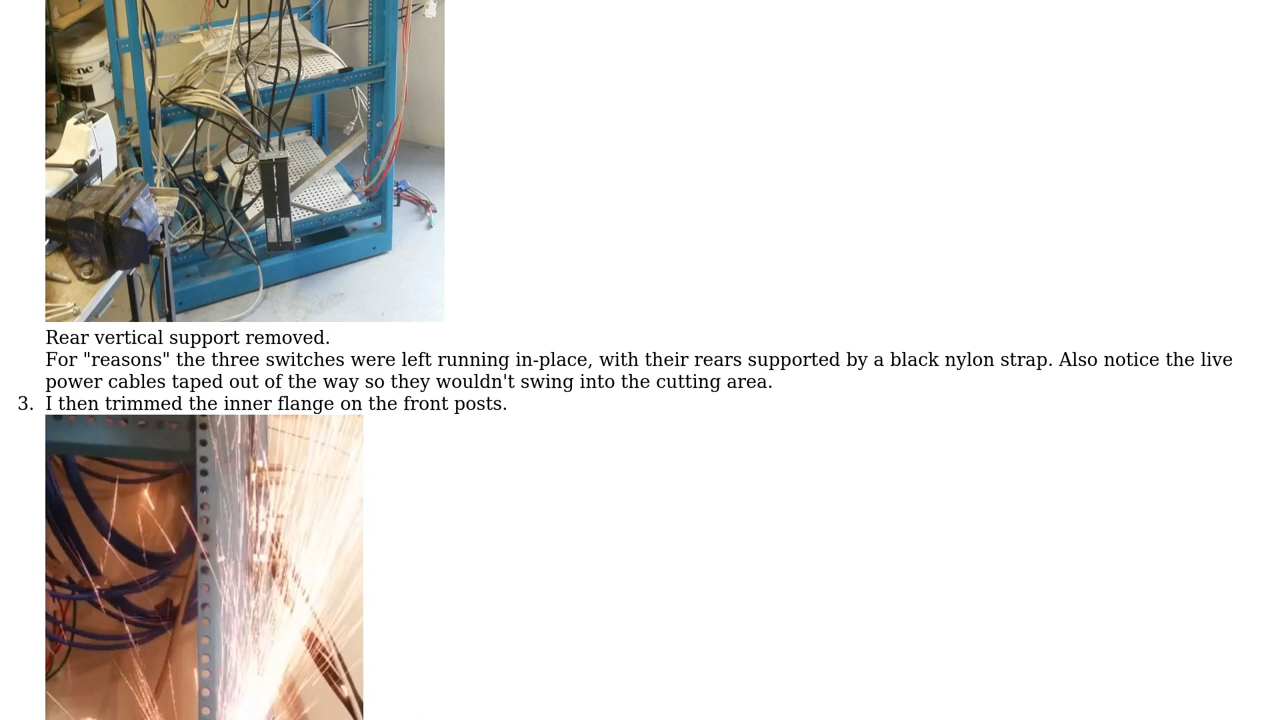 Rear vertical support removed.
For "reasons" the three switches were left running in-place, with their rears supported by a black nylon strap. Also notice the live
power cables taped out of the way so they wouldn't swing into the cutting area.
3. I then trimmed the inner flange on the front posts.